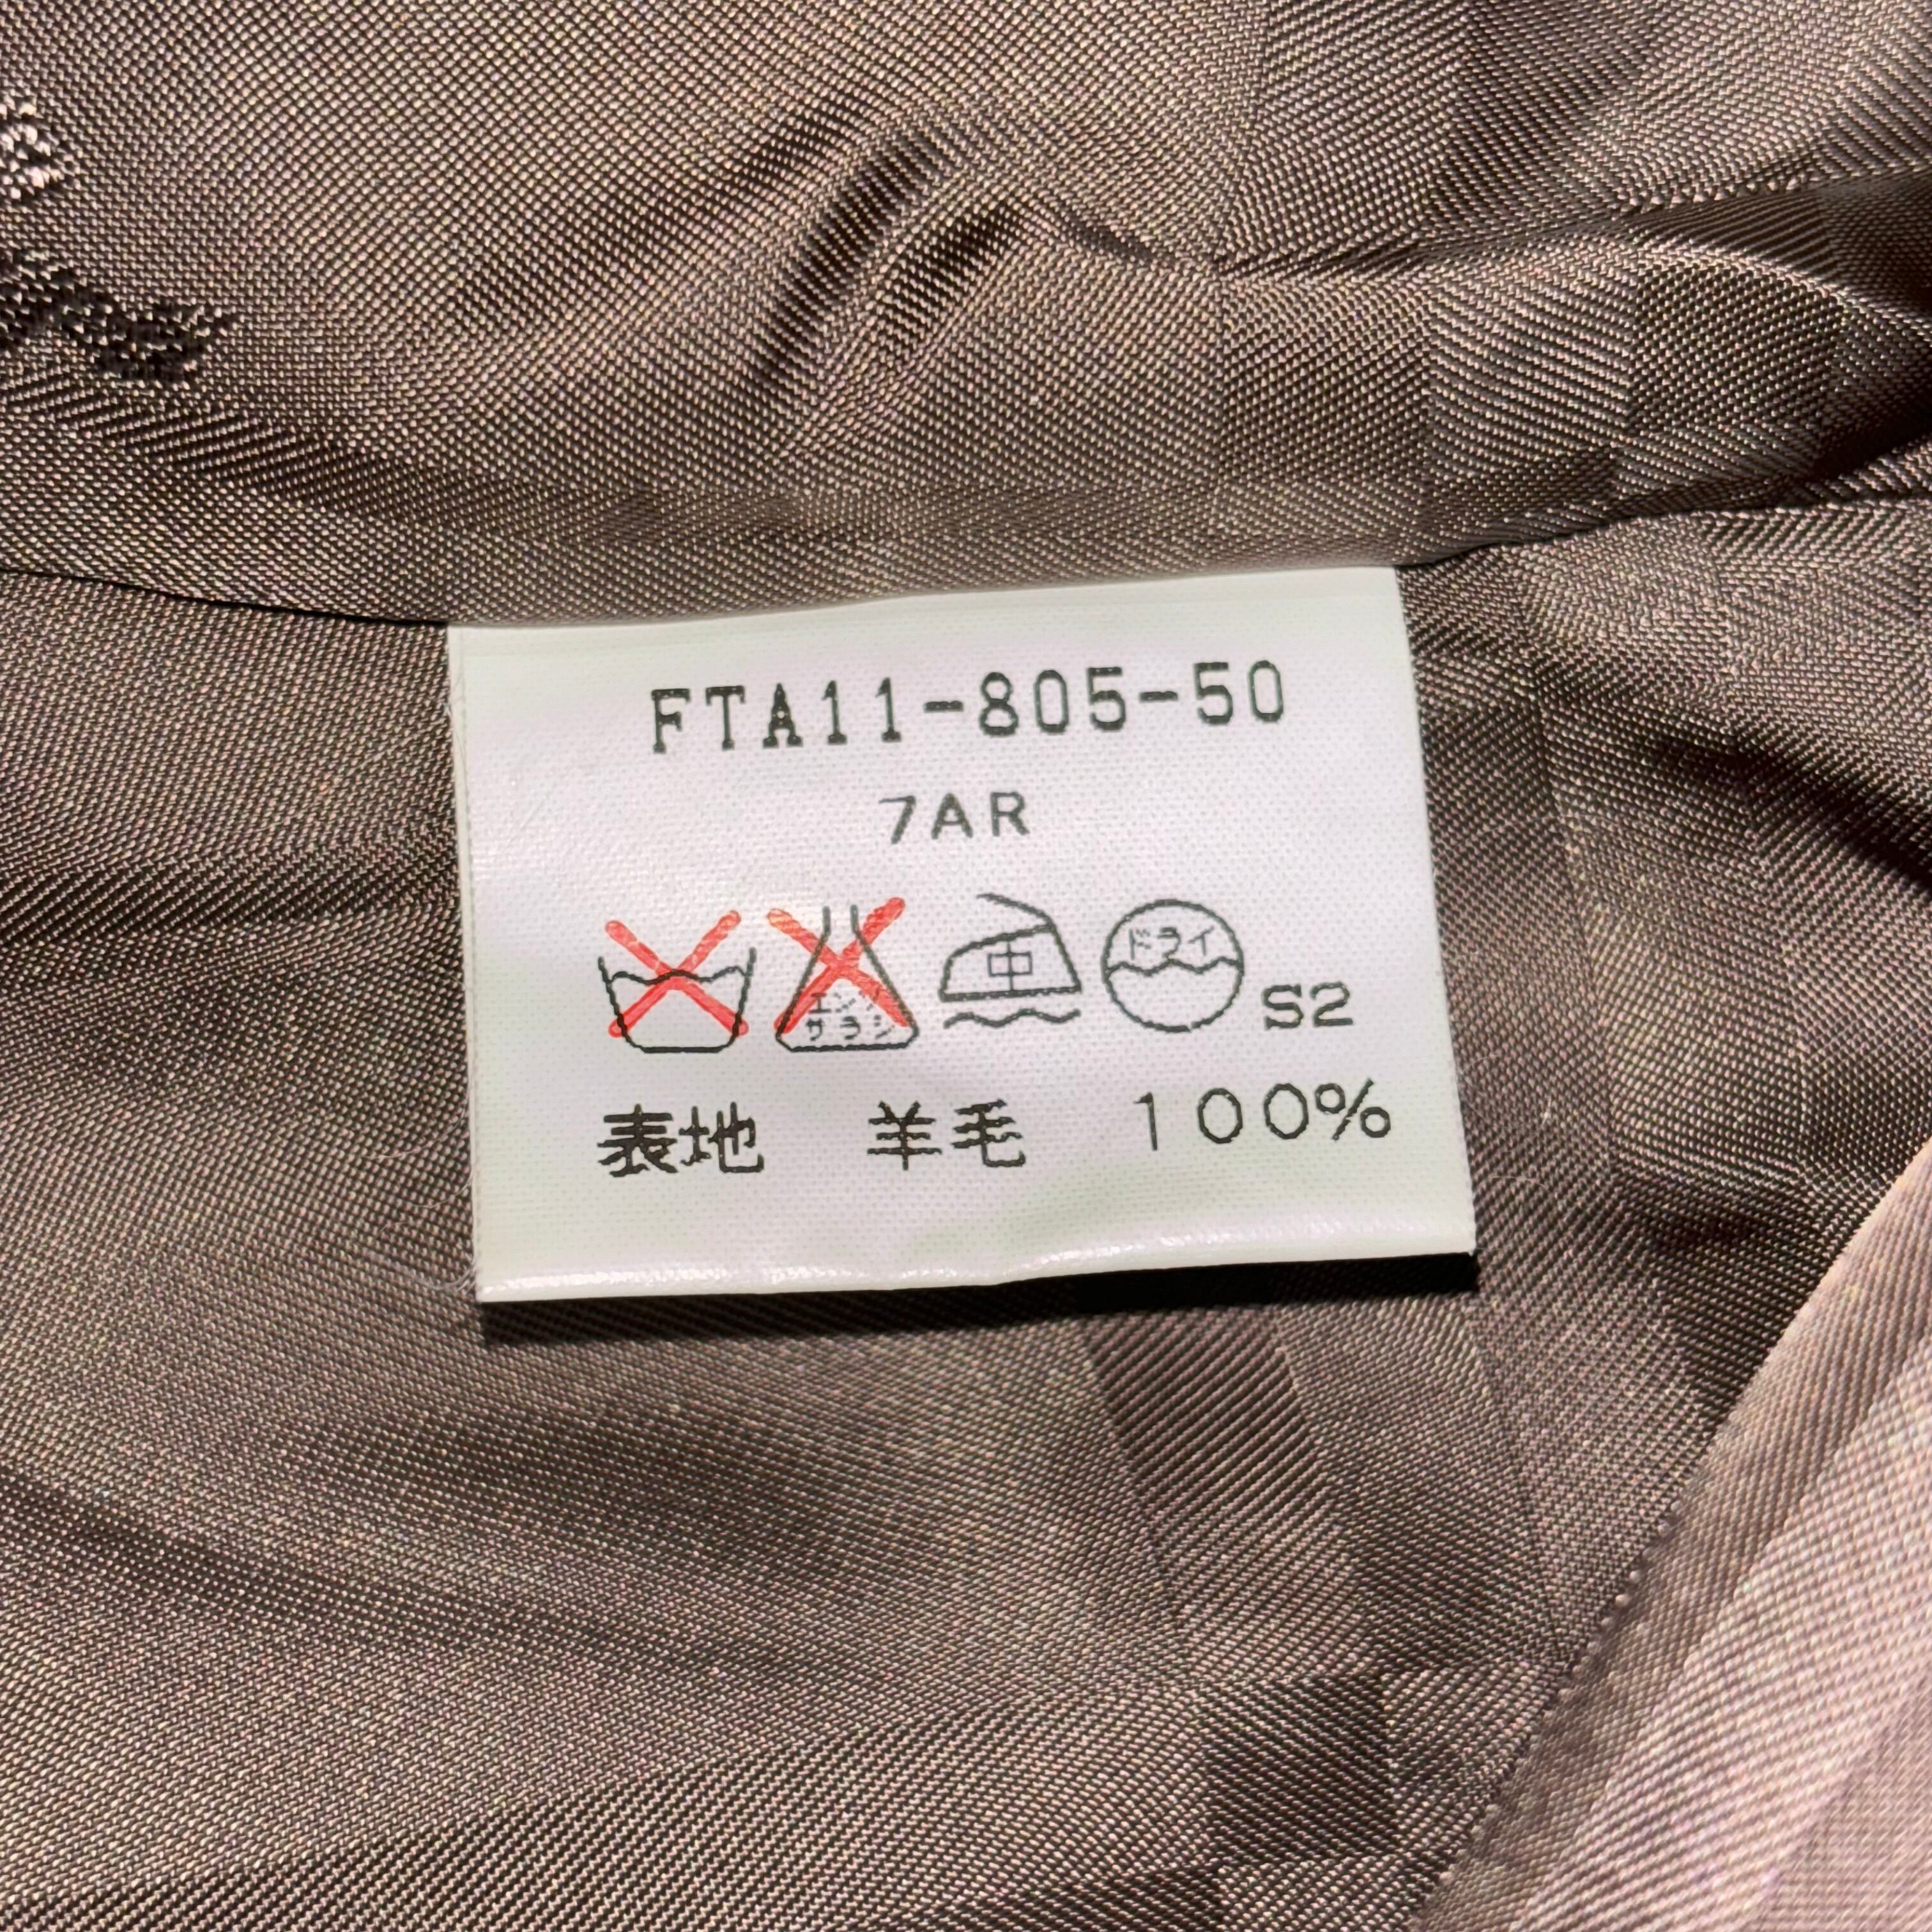 FTA11-805-50
7AR
エンソ
サラシ
中
ドライ
S2
表地 羊毛 100%